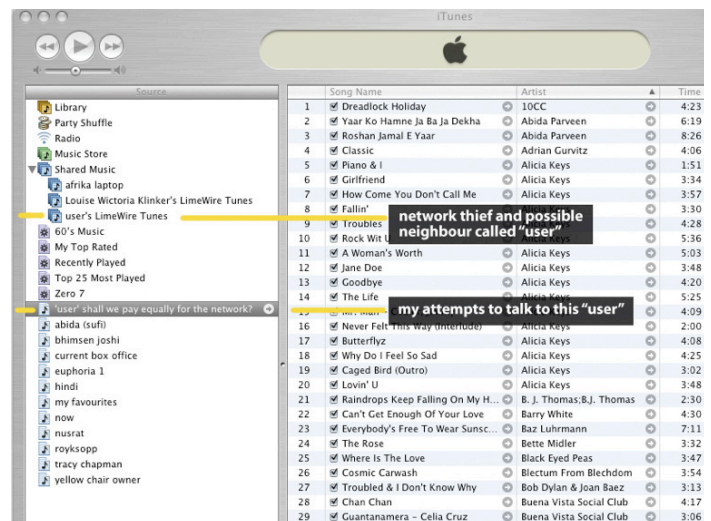 iTunes
Source
Library
Party Shuffle
Radio
Music Store
Shared Music
afrika laptop
Louise Wictoria Klinker's LimeWire Tunes
user's LimeWire Tunes
60's Music
My Top Rated
Recently Played
Top 25 Most Played
Zero 7
'user' shall we pay equally for the network?
abida (sufi)
bhimsen joshi
current box office
euphoria 1
hindi
my favourites
now
nusrat
royksopp
tracy chapman
yellow chair owner
Song Name Artist Time
1 Dreadlock Holiday 10CC 4:23
2 Yaar Ko Hamne Ja Ba Ja Dekha Abida Parveen 6:19
3 Roshan Jamal E Yaar Abida Parveen 8:26
4 Classic Adrian Gurvitz 4:06
5 Piano & I Alicia Keys 1:51
6 Girlfriend Alicia Keys 3:34
7 How Come You Don't Call Me Alicia Keys 3:57
8 Fallin' Alicia Keys 3:30
9 Troubles Alicia Keys 4:28
network thief and possible
neighbour called "user"
10 Rock Wit U Alicia Keys 5:36
11 A Woman's Worth Alicia Keys 5:03
12 Jane Doe Alicia Keys 3:48
13 Goodbye Alicia Keys 4:20
14 The Life Alicia Keys 5:25
my attempts to talk to this "user"
4:09
16 Never Felt This Way (Interlude) Alicia Keys 2:00
17 Butterflyz Alicia Keys 4:08
18 Why Do I Feel So Sad Alicia Keys 4:25
19 Caged Bird (Outro) Alicia Keys 3:02
20 Lovin' U Alicia Keys 3:48
21 Raindrops Keep Falling On My H... B. J. Thomas;B.J. Thomas 2:30
22 Can't Get Enough Of Your Love Barry White 4:30
23 Everybody's Free To Wear Sunsc... Baz Luhrmann 7:11
24 The Rose Bette Midler 3:32
25 Where Is The Love Black Eyed Peas 3:47
26 Cosmic Carwash Blectum From Blechdom 3:54
27 Troubled & I Don't Know Why Bob Dylan & Joan Baez 3:13
28 Chan Chan Buena Vista Social Club 4:17
29 Guantanamera - Celia Cruz Buena Vista Social Club 3:06